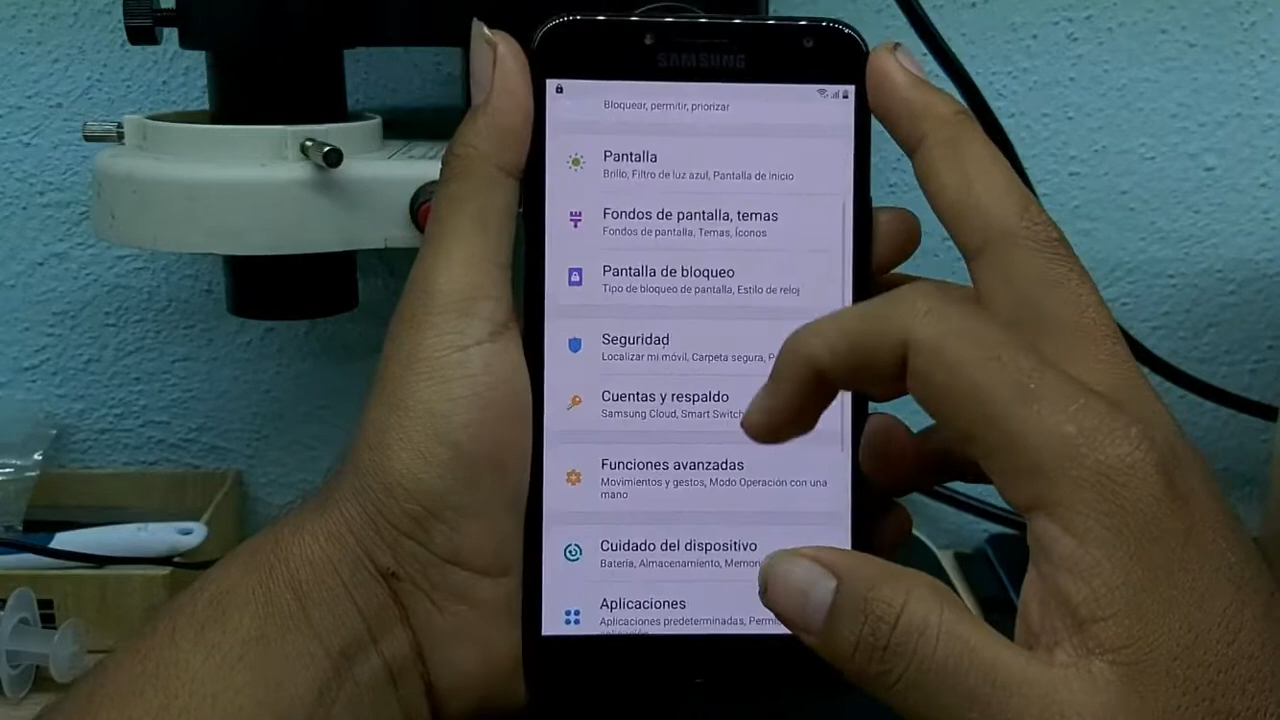 SAMSUNG
Bloquear, permitir, priorizar
Pantalla
Brillo, Filtro de luz azul, Pantalla de inicio
Fondos de pantalla, temas
Fondos de pantalla, Temas, Íconos
Pantalla de bloqueo
Tipo de bloqueo de pantalla, Estilo de reloj
Seguridad
Localizar mi móvil, Carpeta segura,
Cuentas y respaldo
Samsung Cloud, Smart Switch
Funciones avanzadas
Movimientos y gestos, Modo Operación con una
mano
Cuidado del dispositivo
Batería, Almacenamiento,
Aplicaciones
Aplicaciones predeterminadas,